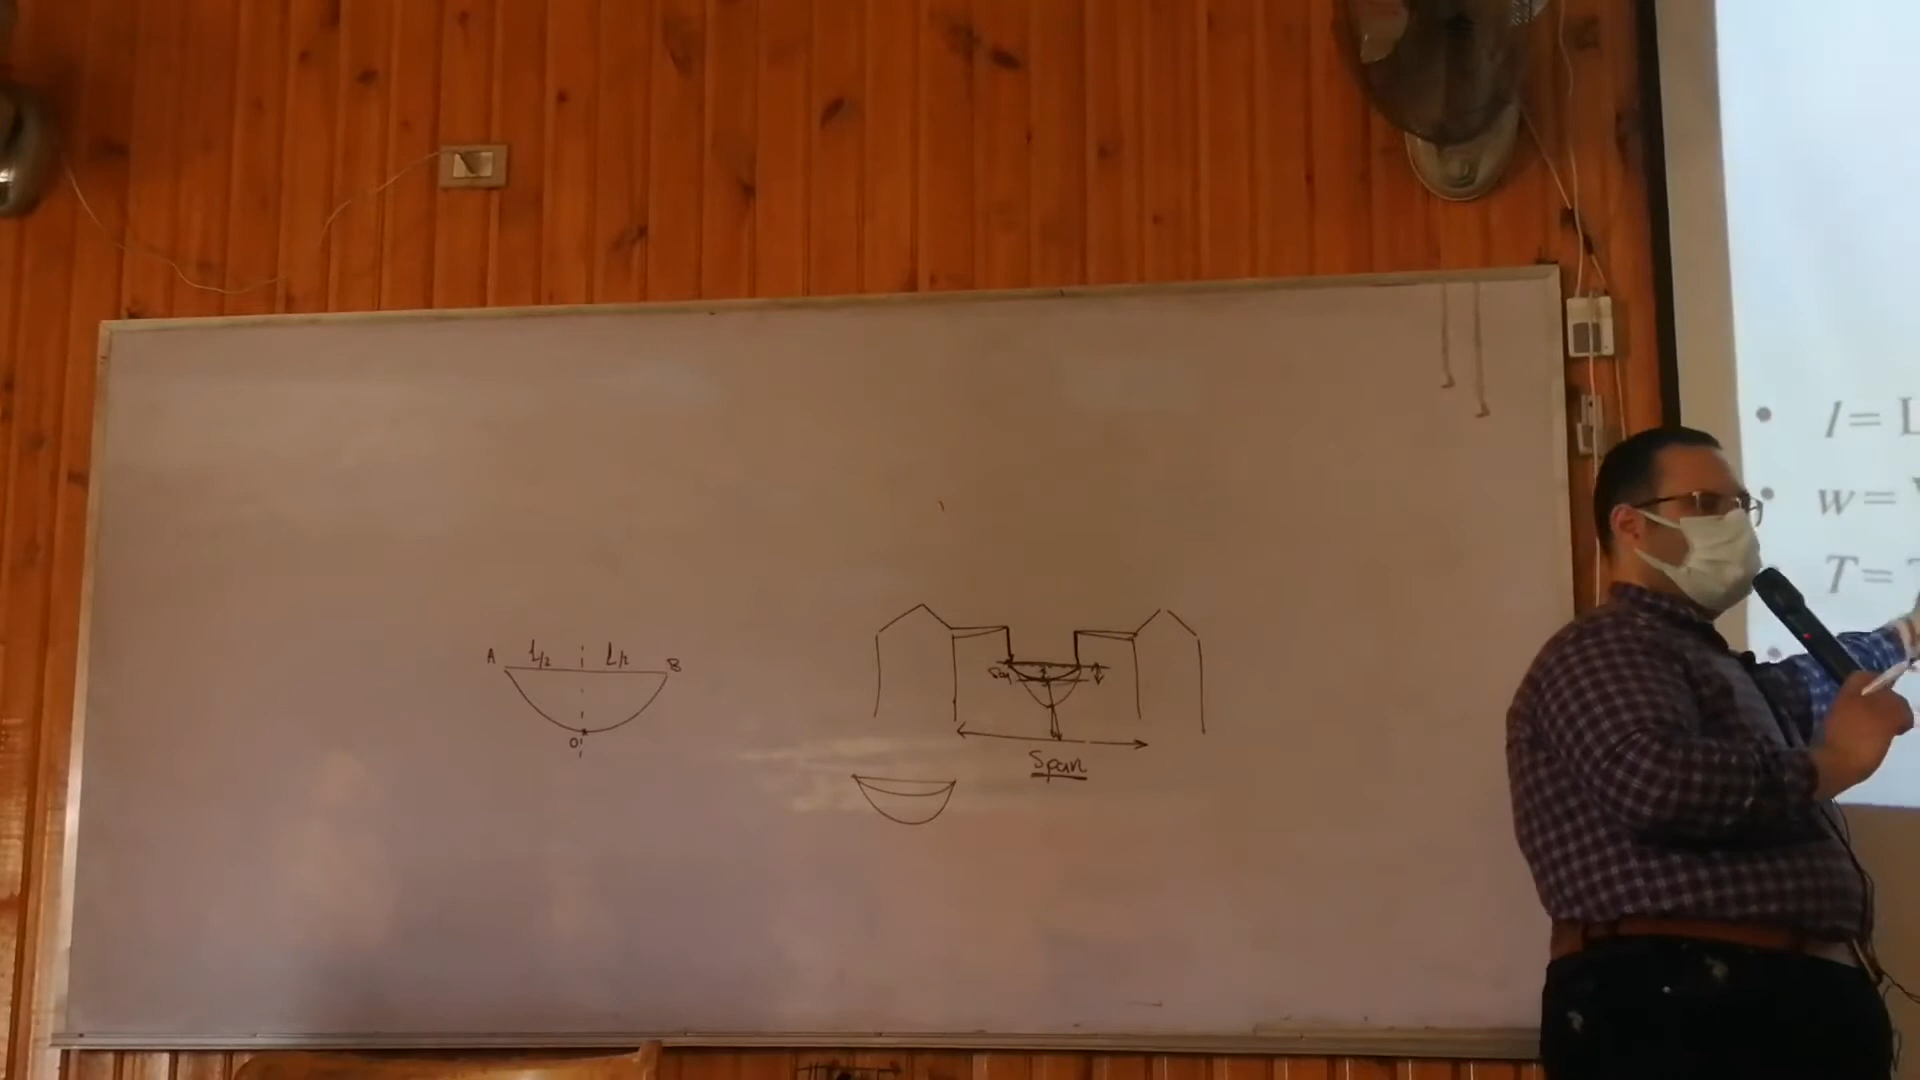 A L/2 L/2 B
O
Sag
Span
• l = L
• w =
T =